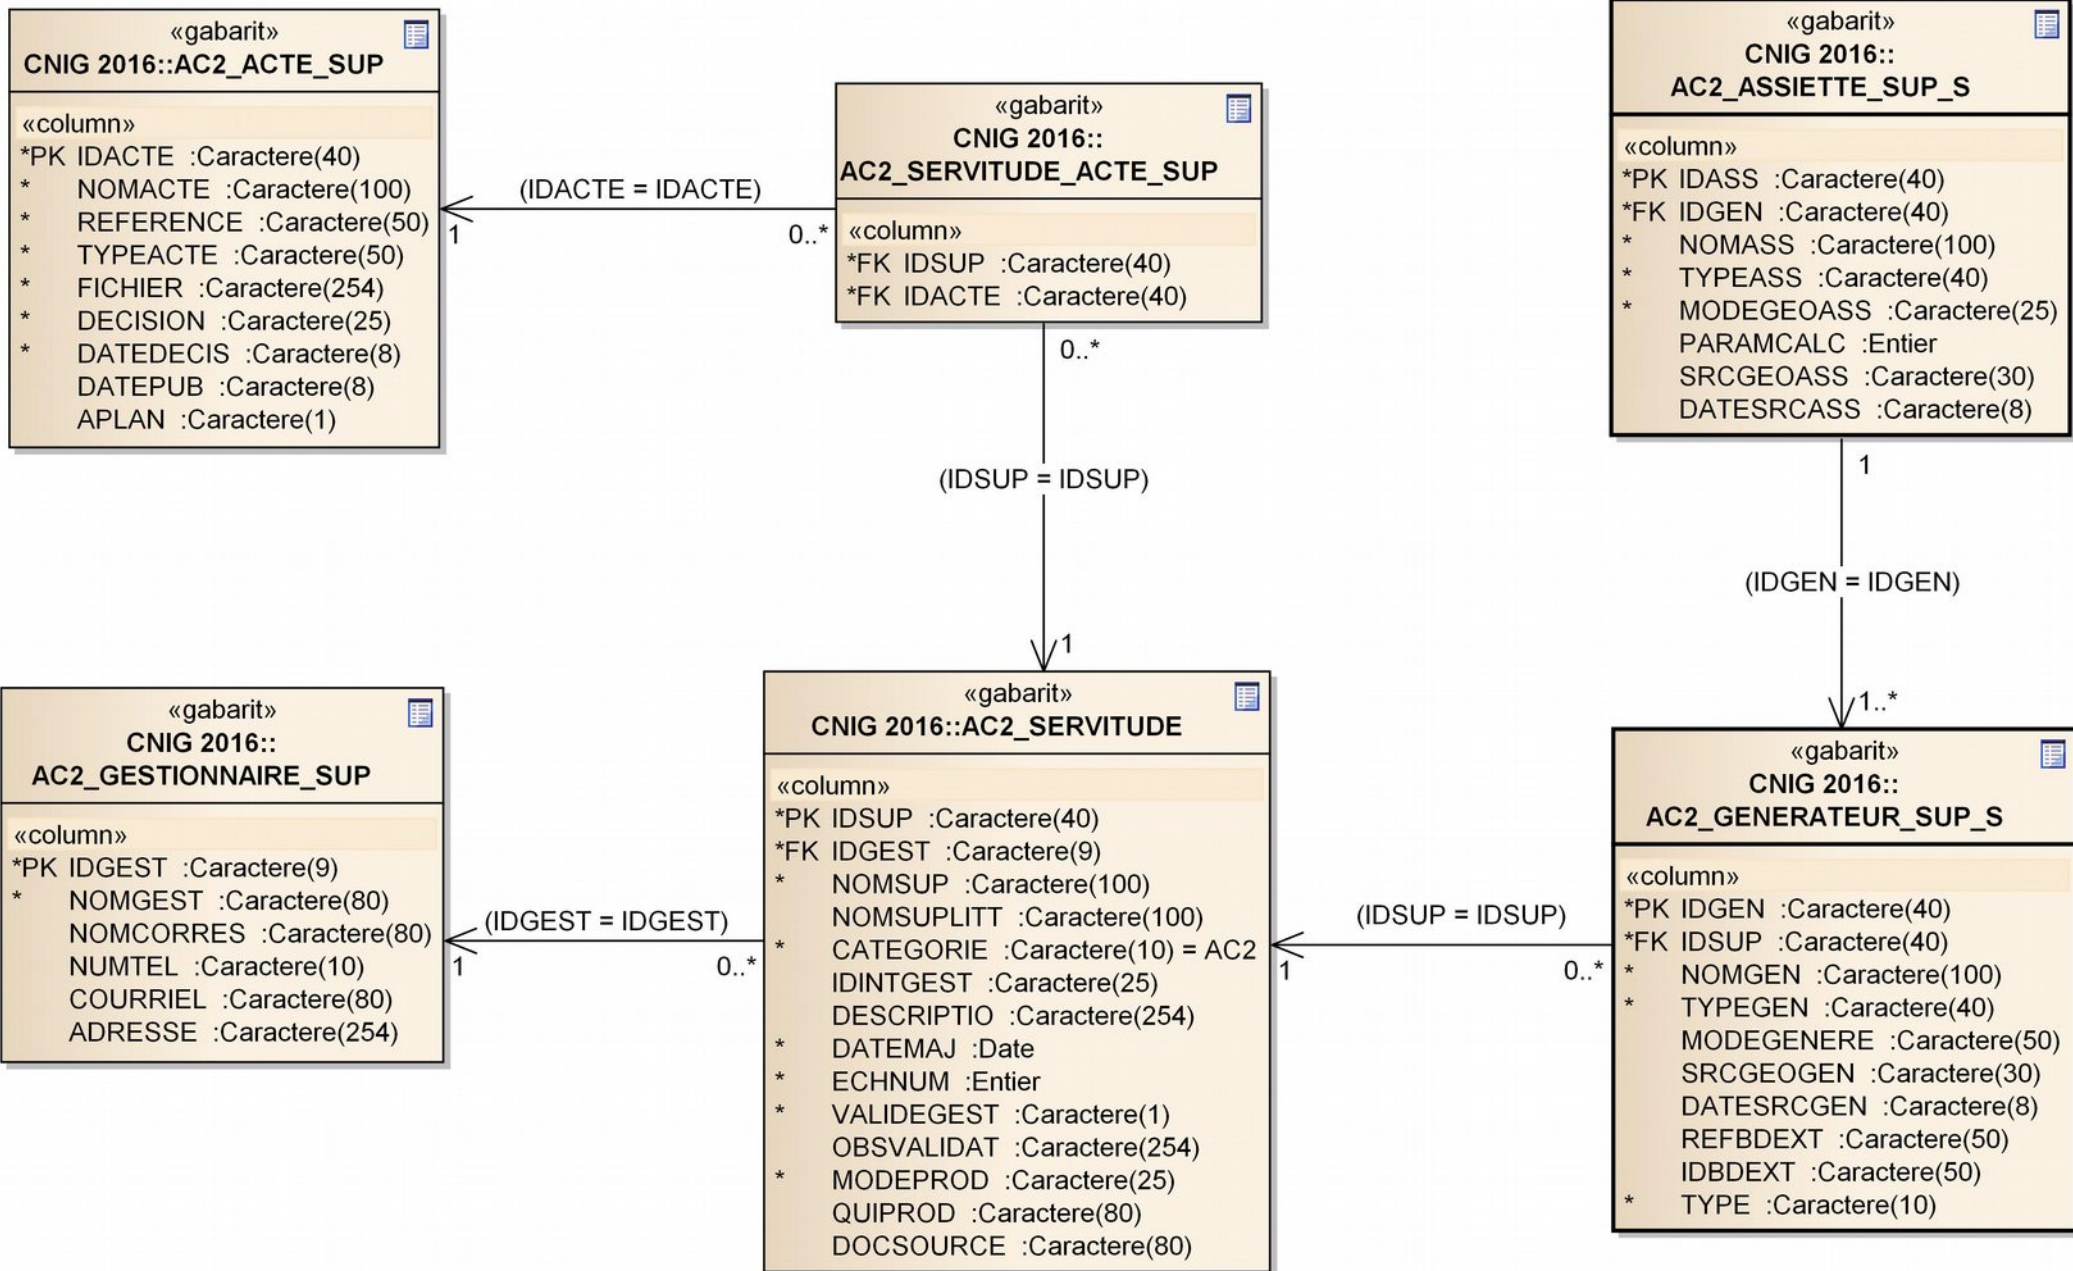 «gabarit»
CNIG 2016::AC2_ACTE_SUP
«column»
*PK IDACTE :Caractere(40)
* NOMACTE :Caractere(100)
* REFERENCE :Caractere(50)
* TYPEACTE :Caractere(50)
* FICHIER :Caractere(254)
* DECISION :Caractere(25)
* DATEDECIS :Caractere(8)
DATEPUB :Caractere(8)
APLAN :Caractere(1)
(IDACTE = IDACTE)
1
0..*
«gabarit»
CNIG 2016::
AC2_SERVITUDE_ACTE_SUP
«column»
*FK IDSUP :Caractere(40)
*FK IDACTE :Caractere(40)
0..*
(IDSUP = IDSUP)
1
«gabarit»
CNIG 2016::
AC2_ASSIETTE_SUP_S
«column»
*PK IDASS :Caractere(40)
*FK IDGEN :Caractere(40)
* NOMASS :Caractere(100)
* TYPEASS :Caractere(40)
* MODEGEOASS :Caractere(25)
PARAMCALC :Entier
SRCGEOASS :Caractere(30)
DATESRCASS :Caractere(8)
1
(IDGEN = IDGEN)
1..*
«gabarit»
CNIG 2016::
AC2_GESTIONNAIRE_SUP
«column»
*PK IDGEST :Caractere(9)
* NOMGEST :Caractere(80)
NOMCORRES :Caractere(80)
NUMTEL :Caractere(10)
COURRIEL :Caractere(80)
ADRESSE :Caractere(254)
(IDGEST = IDGEST)
1
0..*
«gabarit»
CNIG 2016::AC2_SERVITUDE
«column»
*PK IDSUP :Caractere(40)
*FK IDGEST :Caractere(9)
* NOMSUP :Caractere(100)
NOMSUPLITT :Caractere(100)
* CATEGORIE :Caractere(10) = AC2
IDINTGEST :Caractere(25)
DESCRIPTIO :Caractere(254)
* DATEMAJ :Date
* ECHNUM :Entier
* VALIDEGEST :Caractere(1)
OBSVALIDAT :Caractere(254)
* MODEPROD :Caractere(25)
QUIPROD :Caractere(80)
DOCSOURCE :Caractere(80)
(IDSUP = IDSUP)
1
0..*
«gabarit»
CNIG 2016::
AC2_GENERATEUR_SUP_S
«column»
*PK IDGEN :Caractere(40)
*FK IDSUP :Caractere(40)
* NOMGEN :Caractere(100)
* TYPEGEN :Caractere(40)
MODEGENERE :Caractere(50)
SRCGEOGEN :Caractere(30)
DATESRCGEN :Caractere(8)
REFBDEXT :Caractere(50)
IDBDEXT :Caractere(50)
* TYPE :Caractere(10)